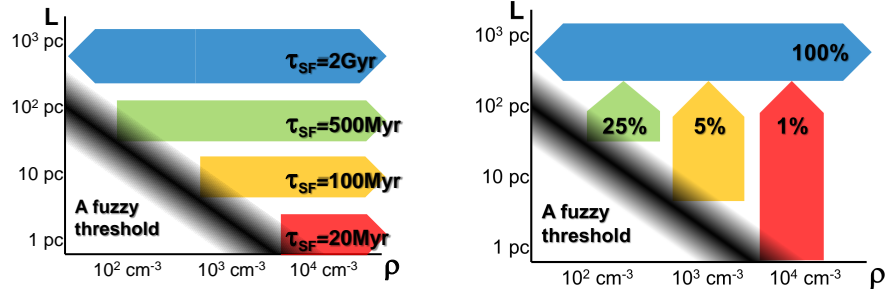 L
10³ pc
τSF=2Gyr
10² pc
τSF=500Myr
10 pc
τSF=100Myr
A fuzzy
threshold
1 pc
τSF=20Myr
10² cm⁻³
10³ cm⁻³
10⁴ cm⁻³
ρ
L
10³ pc
100%
10² pc
25%
5%
1%
10 pc
A fuzzy
threshold
1 pc
10² cm⁻³
10³ cm⁻³
10⁴ cm⁻³
ρ